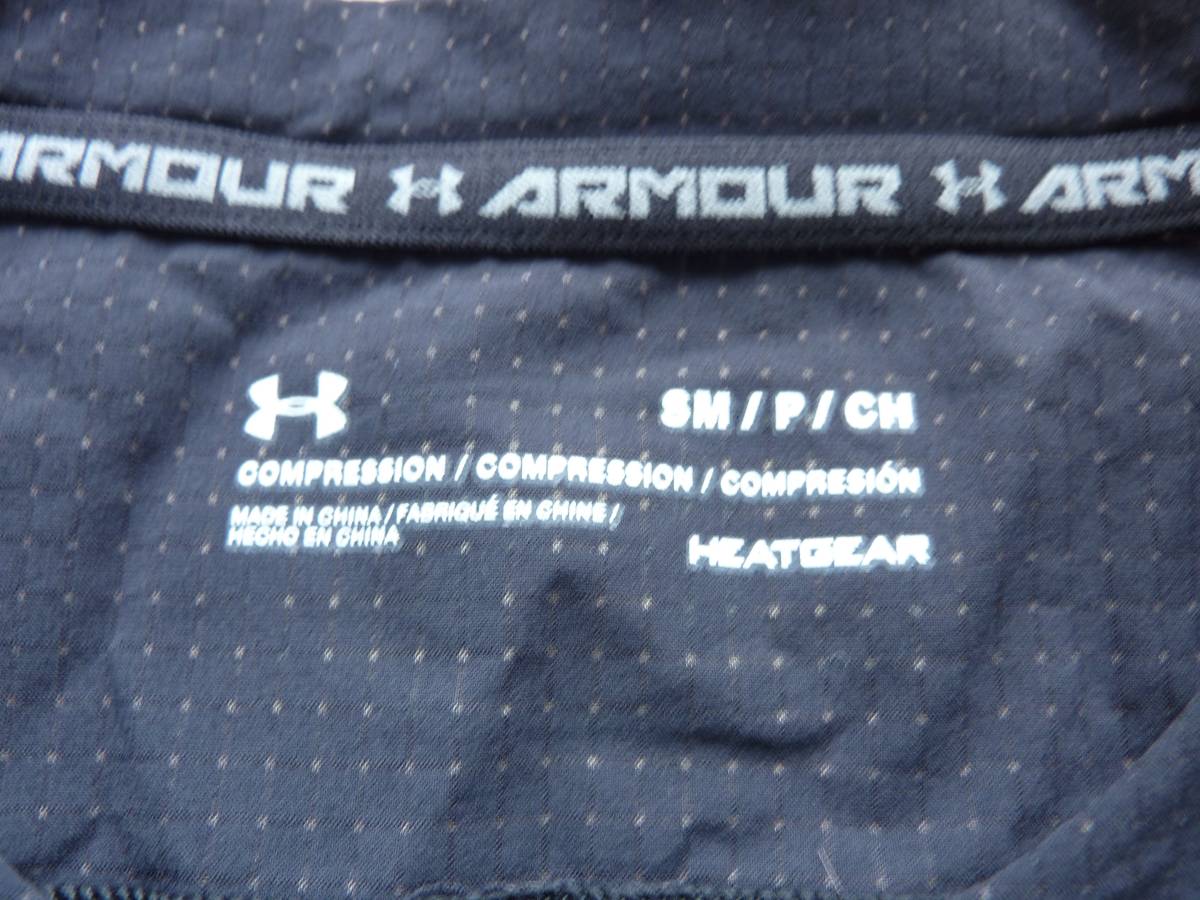 ARMOUR ARMOUR ARM
SM / P / CH
COMPRESSION / COMPRESSION / COMPRESIÓN
MADE IN CHINA / FABRIQUÉ EN CHINE /
HECHO EN CHINA
HEATGEAR